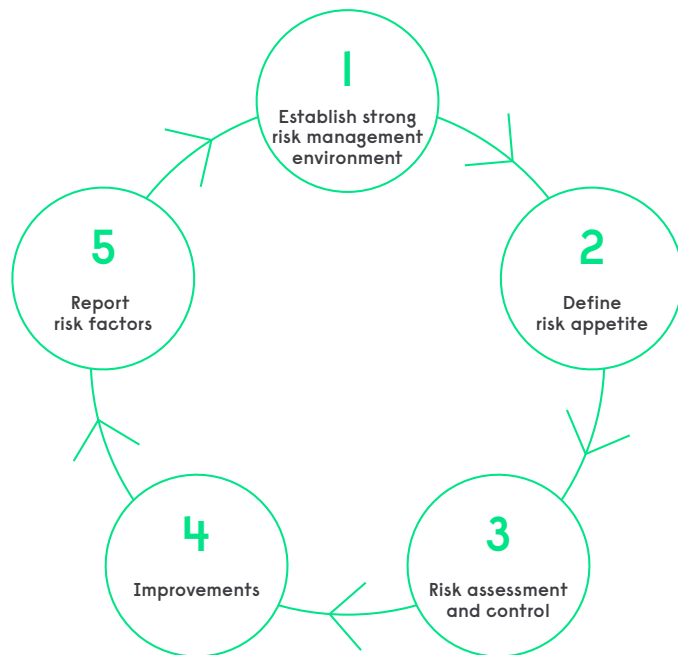 1
Establish strong
risk management
environment
2
Define
risk appetite
3
Risk assessment
and control
4
Improvements
5
Report
risk factors